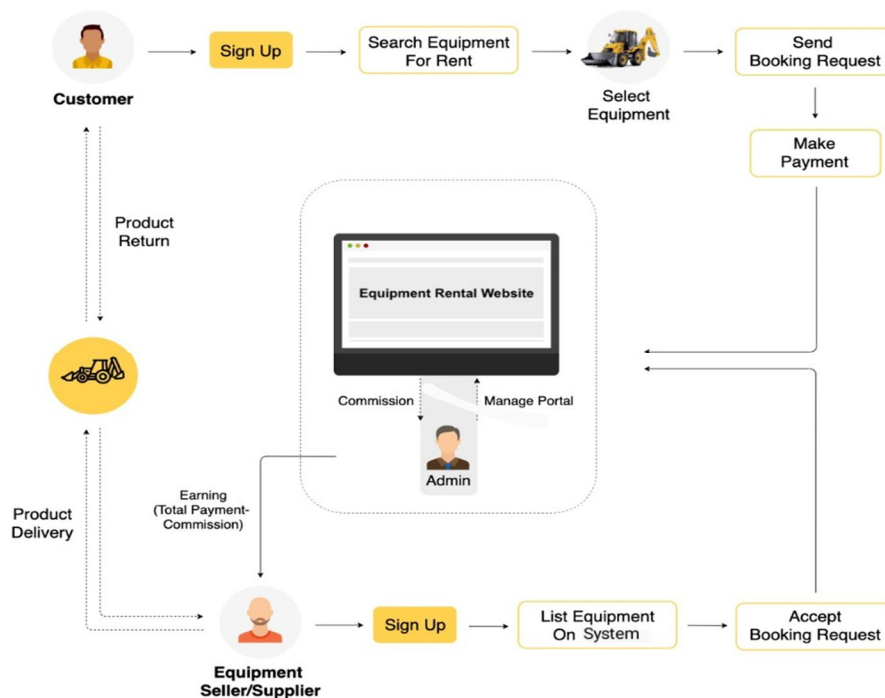 Customer
Sign Up
Search Equipment
For Rent
Select
Equipment
Send
Booking Request
Make
Payment
Product
Return
Equipment Rental Website
Commission
Manage Portal
Admin
Earning
(Total Payment-
Commission)
Product
Delivery
Equipment
Seller/Supplier
Sign Up
List Equipment
On System
Accept
Booking Request